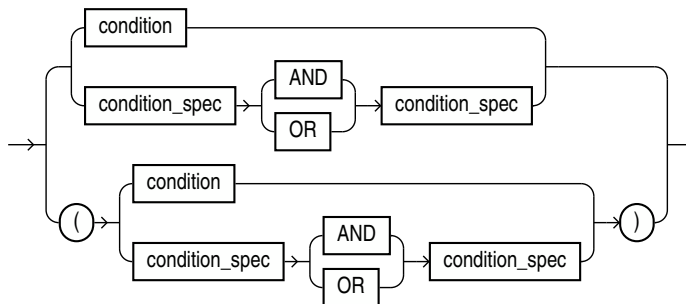 condition
condition_spec AND condition_spec
OR
( condition )
condition_spec AND condition_spec
OR